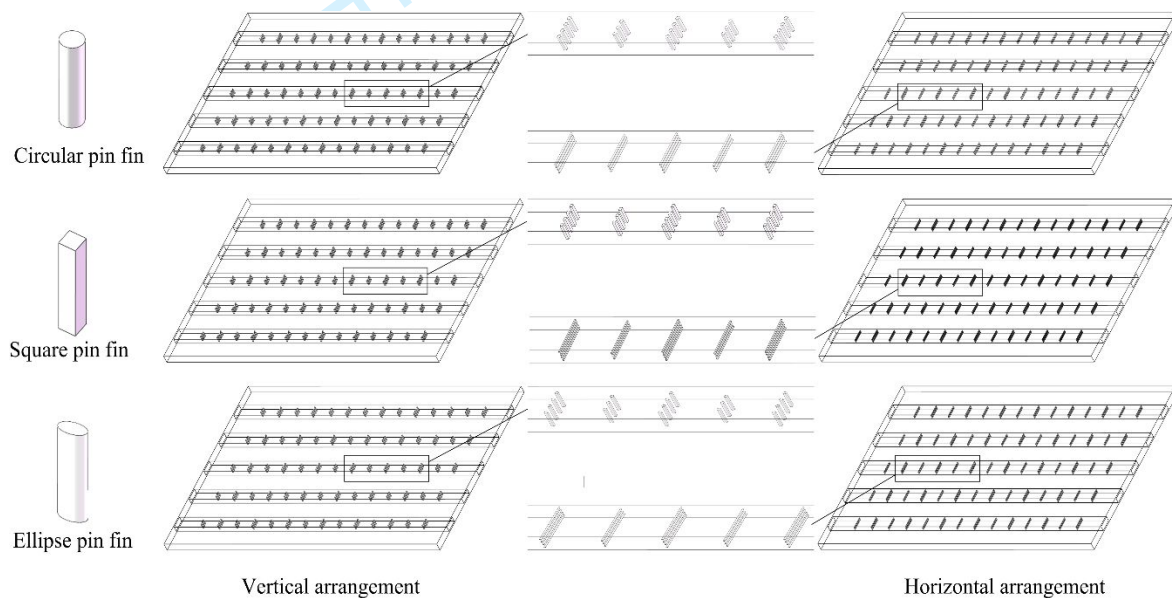 Circular pin fin
Square pin fin
Ellipse pin fin
Vertical arrangement
Horizontal arrangement